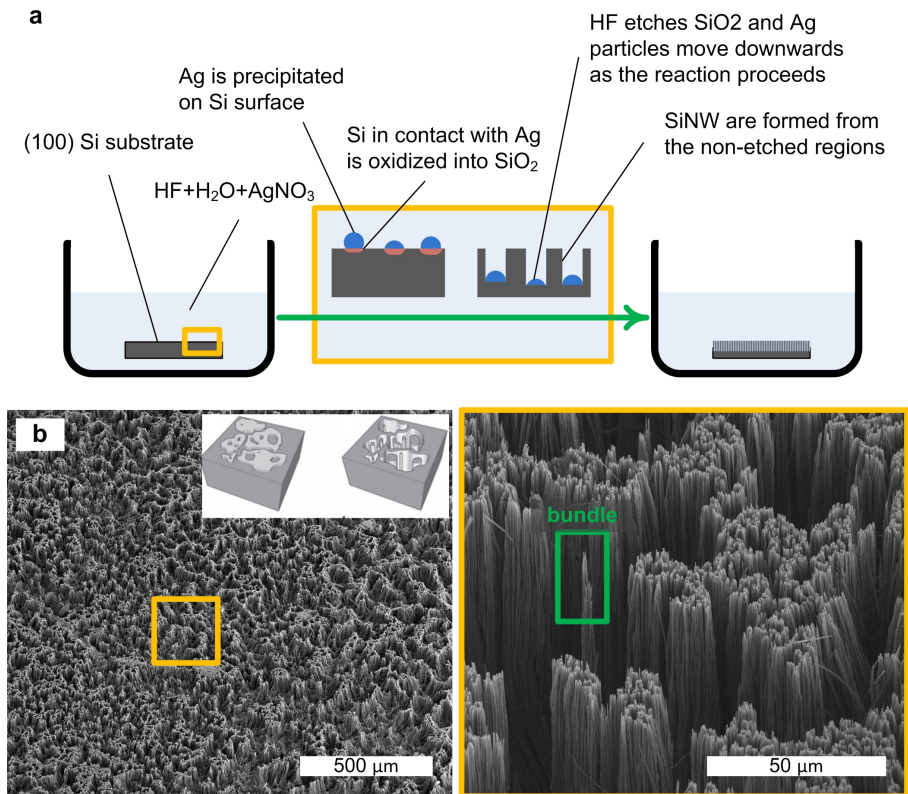 a
HF etches SiO2 and Ag
particles move downwards
as the reaction proceeds
Ag is precipitated
on Si surface
Si in contact with Ag
is oxidized into SiO₂
SiNW are formed from
the non-etched regions
(100) Si substrate
HF+H₂O+AgNO₃
b
bundle
500 µm
50 µm